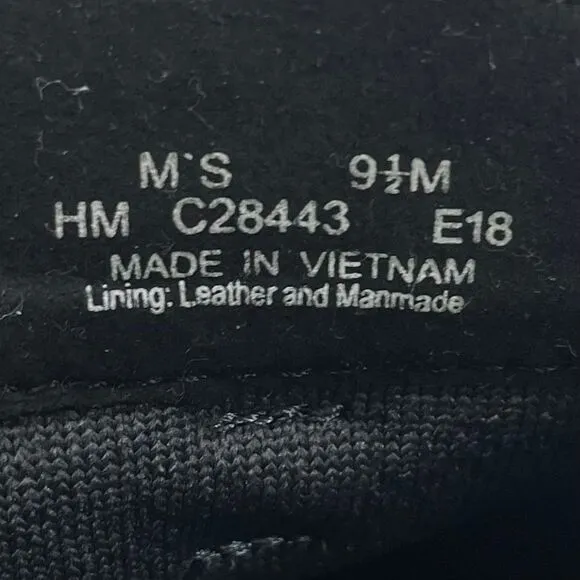 M'S 9½M
HM C28443 E18
MADE IN VIETNAM
Lining: Leather and Manmade